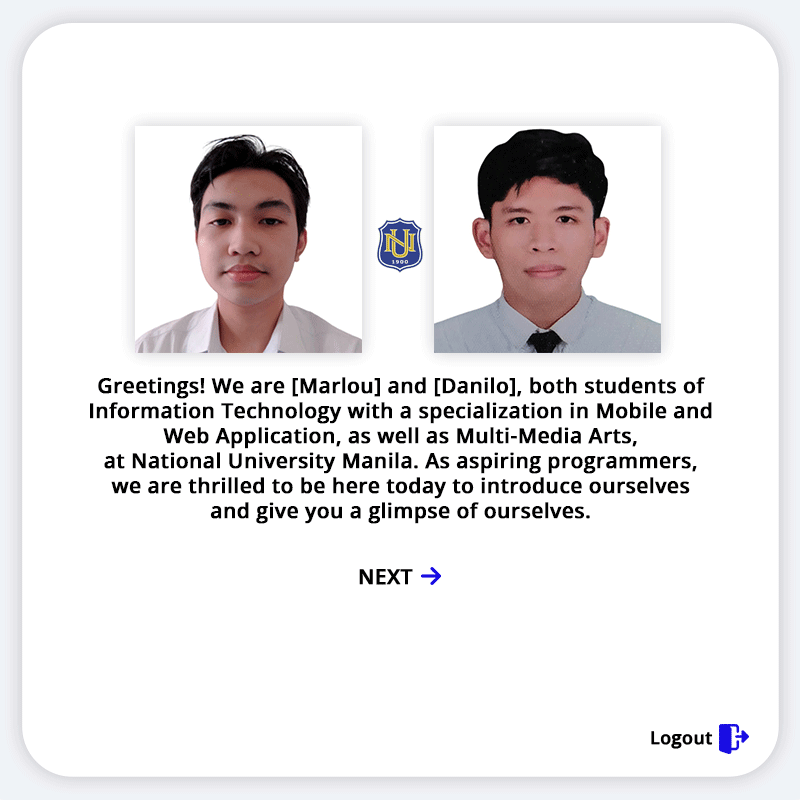 NU
1900
Greetings! We are [Marlou] and [Danilo], both students of
Information Technology with a specialization in Mobile and
Web Application, as well as Multi-Media Arts,
at National University Manila. As aspiring programmers,
we are thrilled to be here today to introduce ourselves
and give you a glimpse of ourselves.
NEXT
Logout